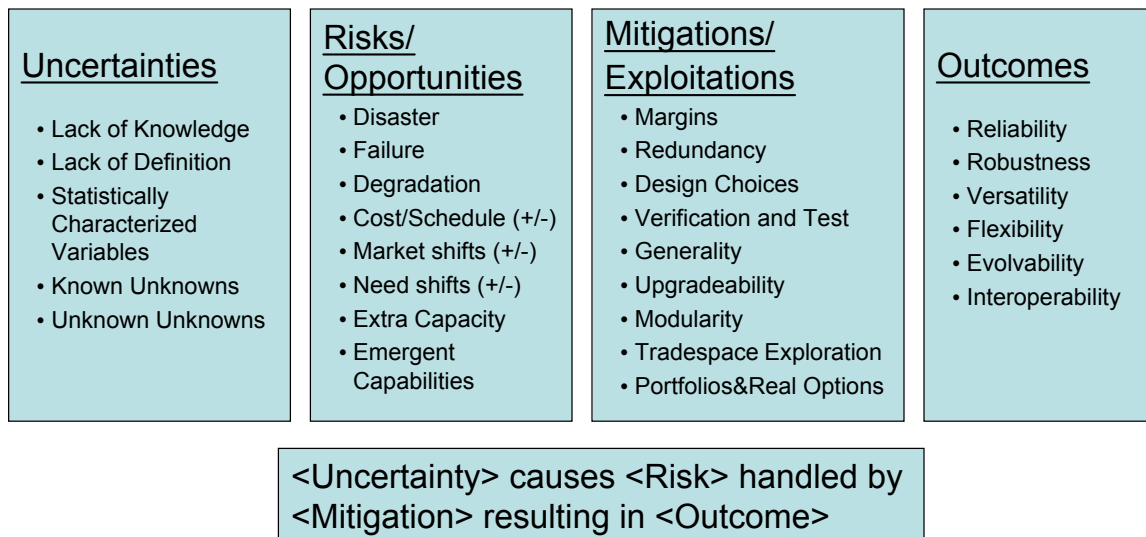 Uncertainties
• Lack of Knowledge
• Lack of Definition
• Statistically
Characterized
Variables
• Known Unknowns
• Unknown Unknowns
Risks/
Opportunities
• Disaster
• Failure
• Degradation
• Cost/Schedule (+/-)
• Market shifts (+/-)
• Need shifts (+/-)
• Extra Capacity
• Emergent
Capabilities
Mitigations/
Exploitations
• Margins
• Redundancy
• Design Choices
• Verification and Test
• Generality
• Upgradeability
• Modularity
• Tradespace Exploration
• Portfolios&Real Options
Outcomes
• Reliability
• Robustness
• Versatility
• Flexibility
• Evolvability
• Interoperability
<Uncertainty> causes <Risk> handled by
<Mitigation> resulting in <Outcome>